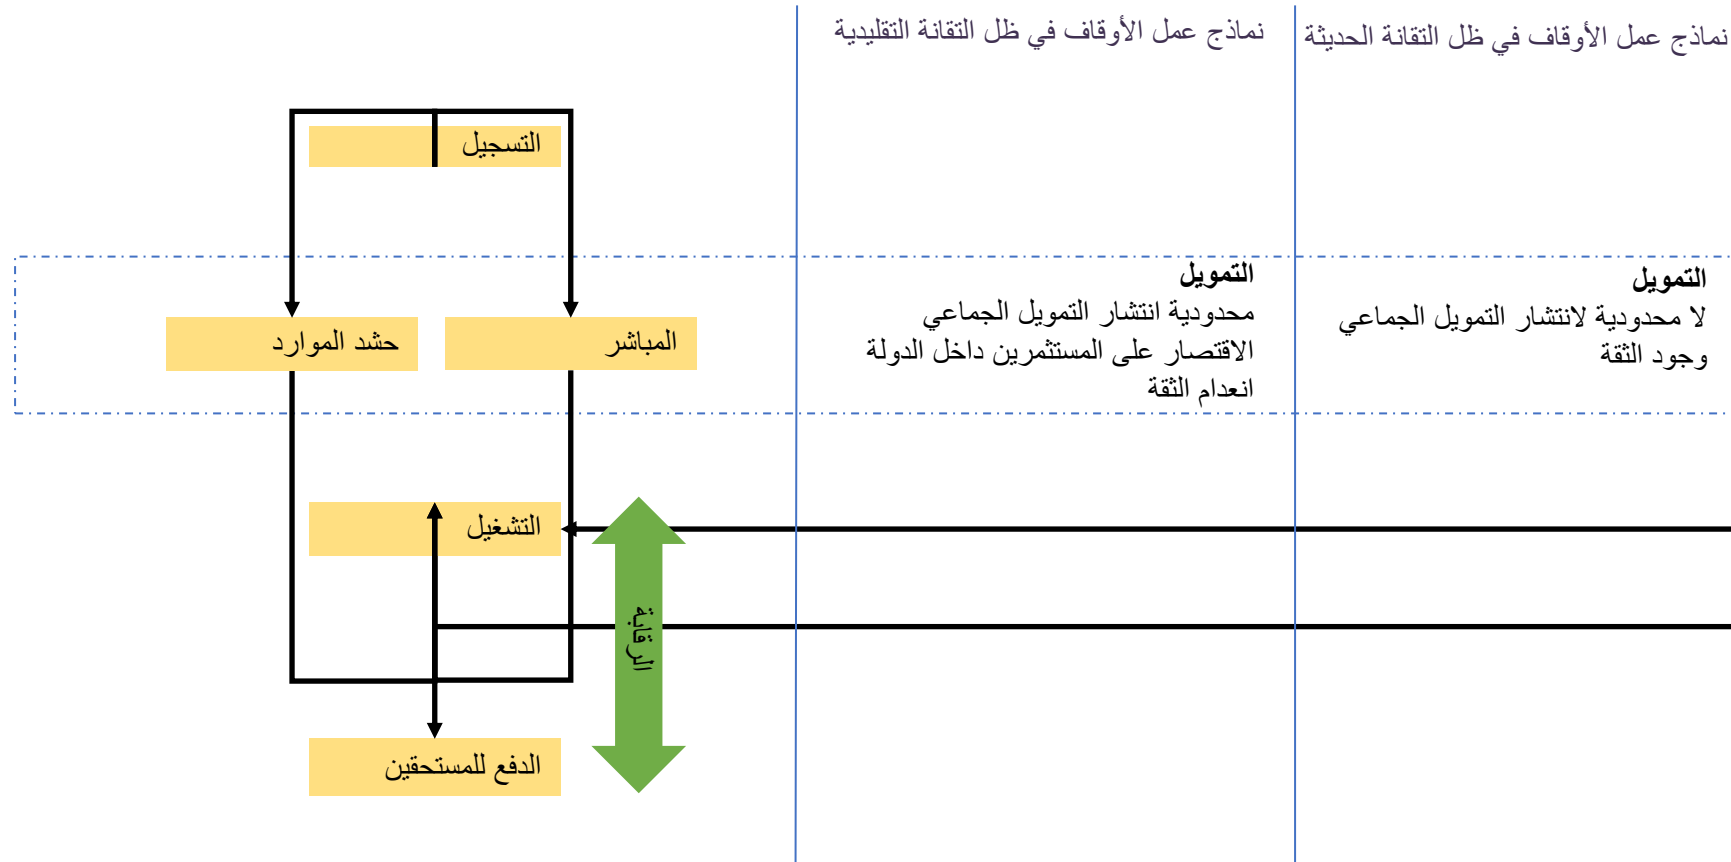 نماذج عمل الأوقاف في ظل التقانة الحديثة
نماذج عمل الأوقاف في ظل التقانة التقليدية
التسجيل
التمويل
لا محدودية لانتشار التمويل الجماعي
وجود الثقة
التمويل
محدودية انتشار التمويل الجماعي
الاقتصار على المستثمرين داخل الدولة
انعدام الثقة
المباشر
حشد الموارد
التشغيل
الرقابة
الدفع للمستحقين